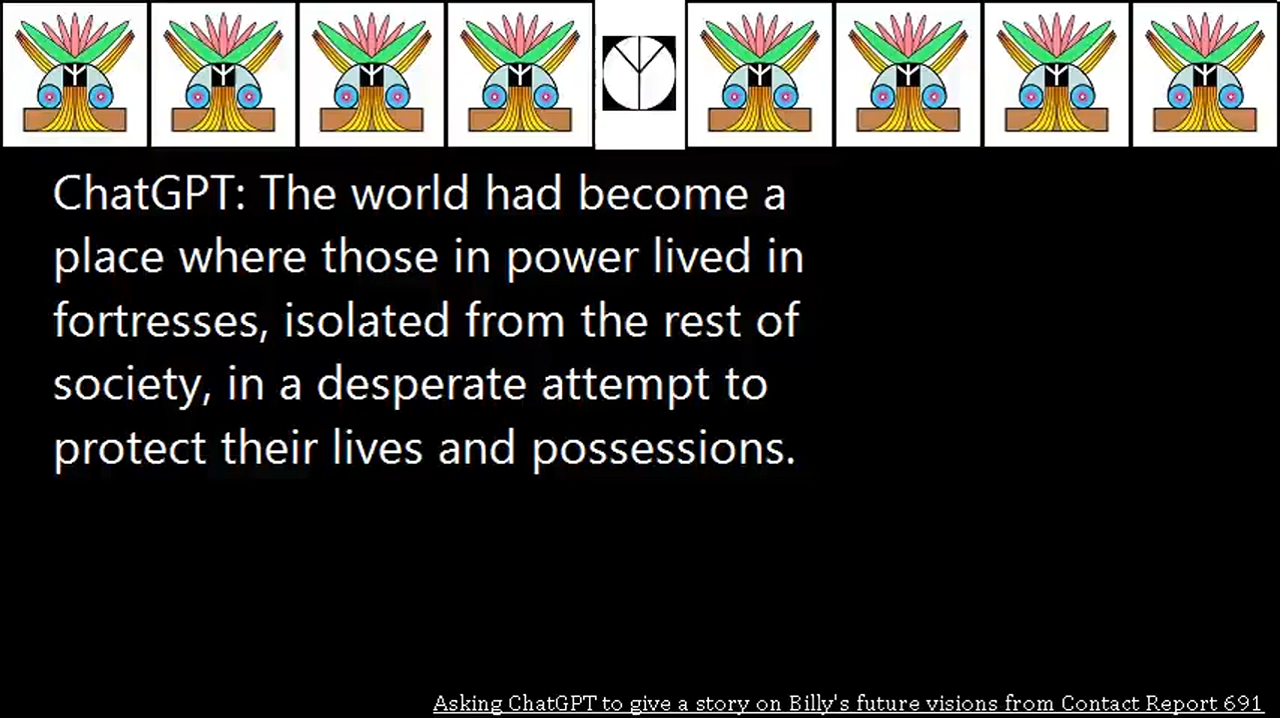 ChatGPT: The world had become a
place where those in power lived in
fortresses, isolated from the rest of
society, in a desperate attempt to
protect their lives and possessions.
Asking ChatGPT to give a story on Billy's future visions from Contact Report 691